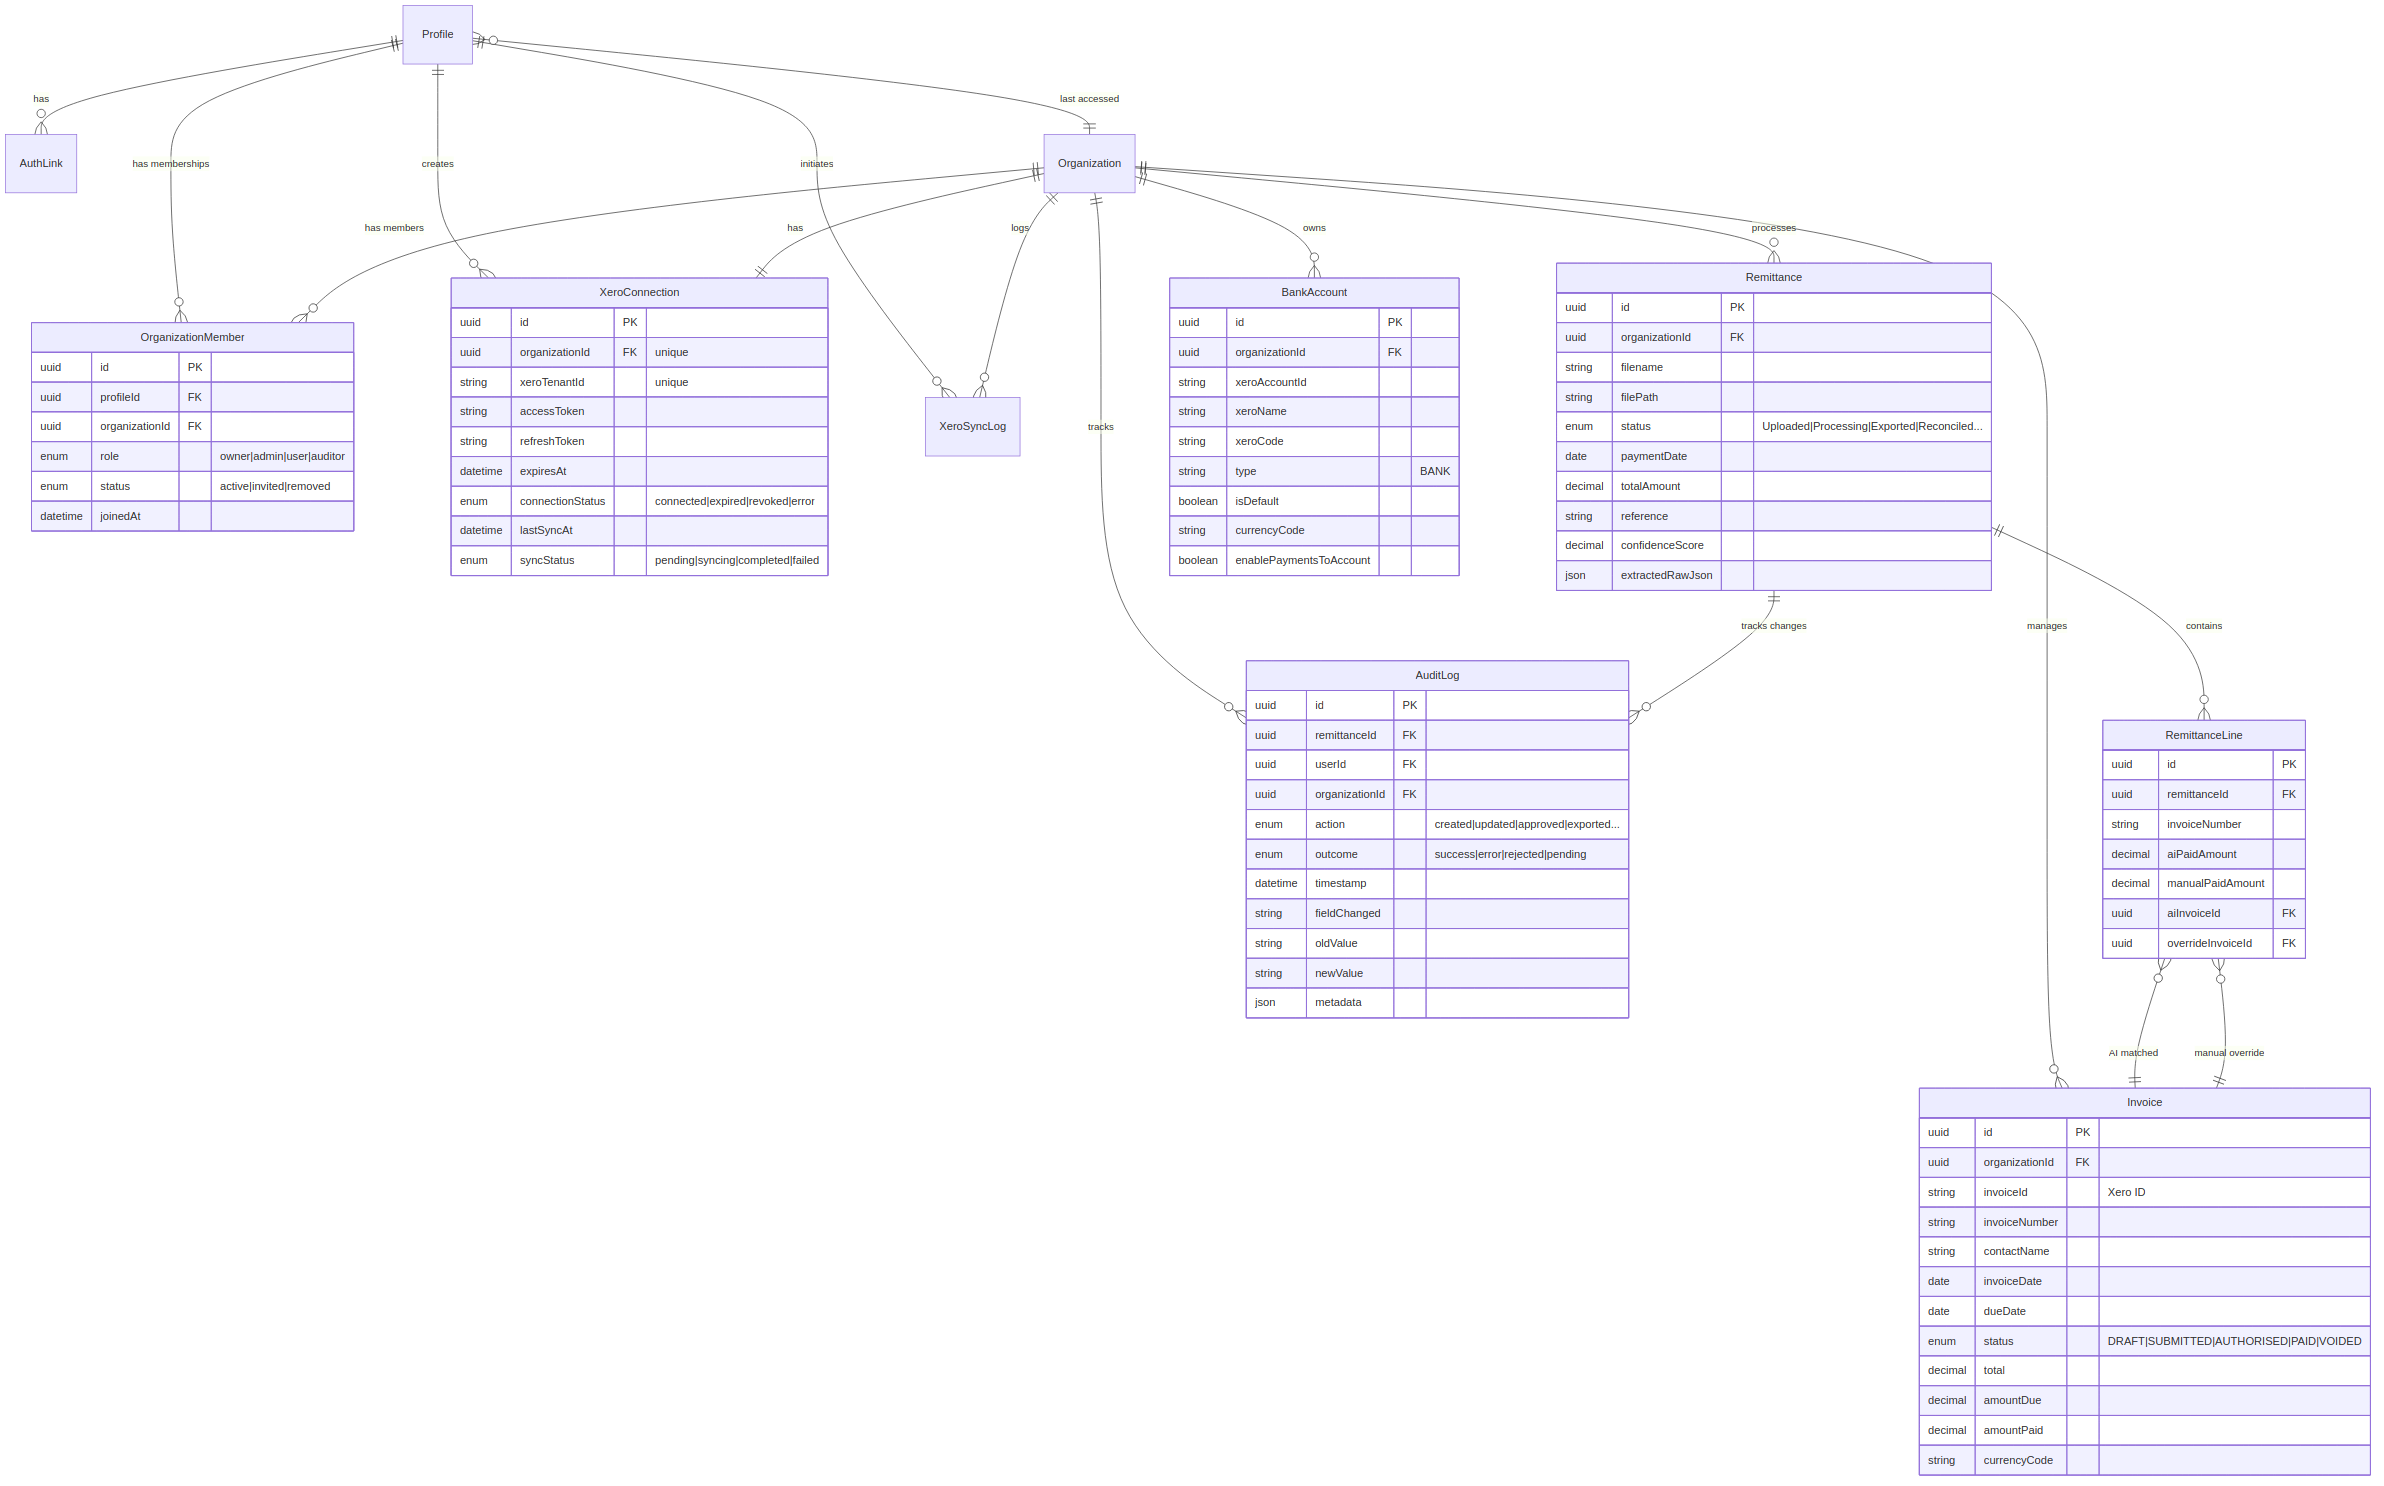 Profile
has
last accessed
AuthLink
has memberships
creates
initiates
Organization
has members
has
logs
owns
processes
OrganizationMember
uuid id PK
uuid profileId FK
uuid organizationId FK
enum role owner|admin|user|auditor
enum status active|invited|removed
datetime joinedAt
XeroConnection
uuid id PK
uuid organizationId FK unique
string xeroTenantId unique
string accessToken
string refreshToken
datetime expiresAt
enum connectionStatus connected|expired|revoked|error
datetime lastSyncAt
enum syncStatus pending|syncing|completed|failed
XeroSyncLog
tracks
BankAccount
uuid id PK
uuid organizationId FK
string xeroAccountId
string xeroName
string xeroCode
string type BANK
boolean isDefault
string currencyCode
boolean enablePaymentsToAccount
Remittance
uuid id PK
uuid organizationId FK
string filename
string filePath
enum status Uploaded|Processing|Exported|Reconciled...
date paymentDate
decimal totalAmount
string reference
decimal confidenceScore
json extractedRawJson
tracks changes
manages
contains
AuditLog
uuid id PK
uuid remittanceId FK
uuid userId FK
uuid organizationId FK
enum action created|updated|approved|exported...
enum outcome success|error|rejected|pending
datetime timestamp
string fieldChanged
string oldValue
string newValue
json metadata
RemittanceLine
uuid id PK
uuid remittanceId FK
string invoiceNumber
decimal aiPaidAmount
decimal manualPaidAmount
uuid aiInvoiceId FK
uuid overrideInvoiceId FK
AI matched
manual override
Invoice
uuid id PK
uuid organizationId FK
string invoiceId Xero ID
string invoiceNumber
string contactName
date invoiceDate
date dueDate
enum status DRAFT|SUBMITTED|AUTHORISED|PAID|VOIDED
decimal total
decimal amountDue
decimal amountPaid
string currencyCode